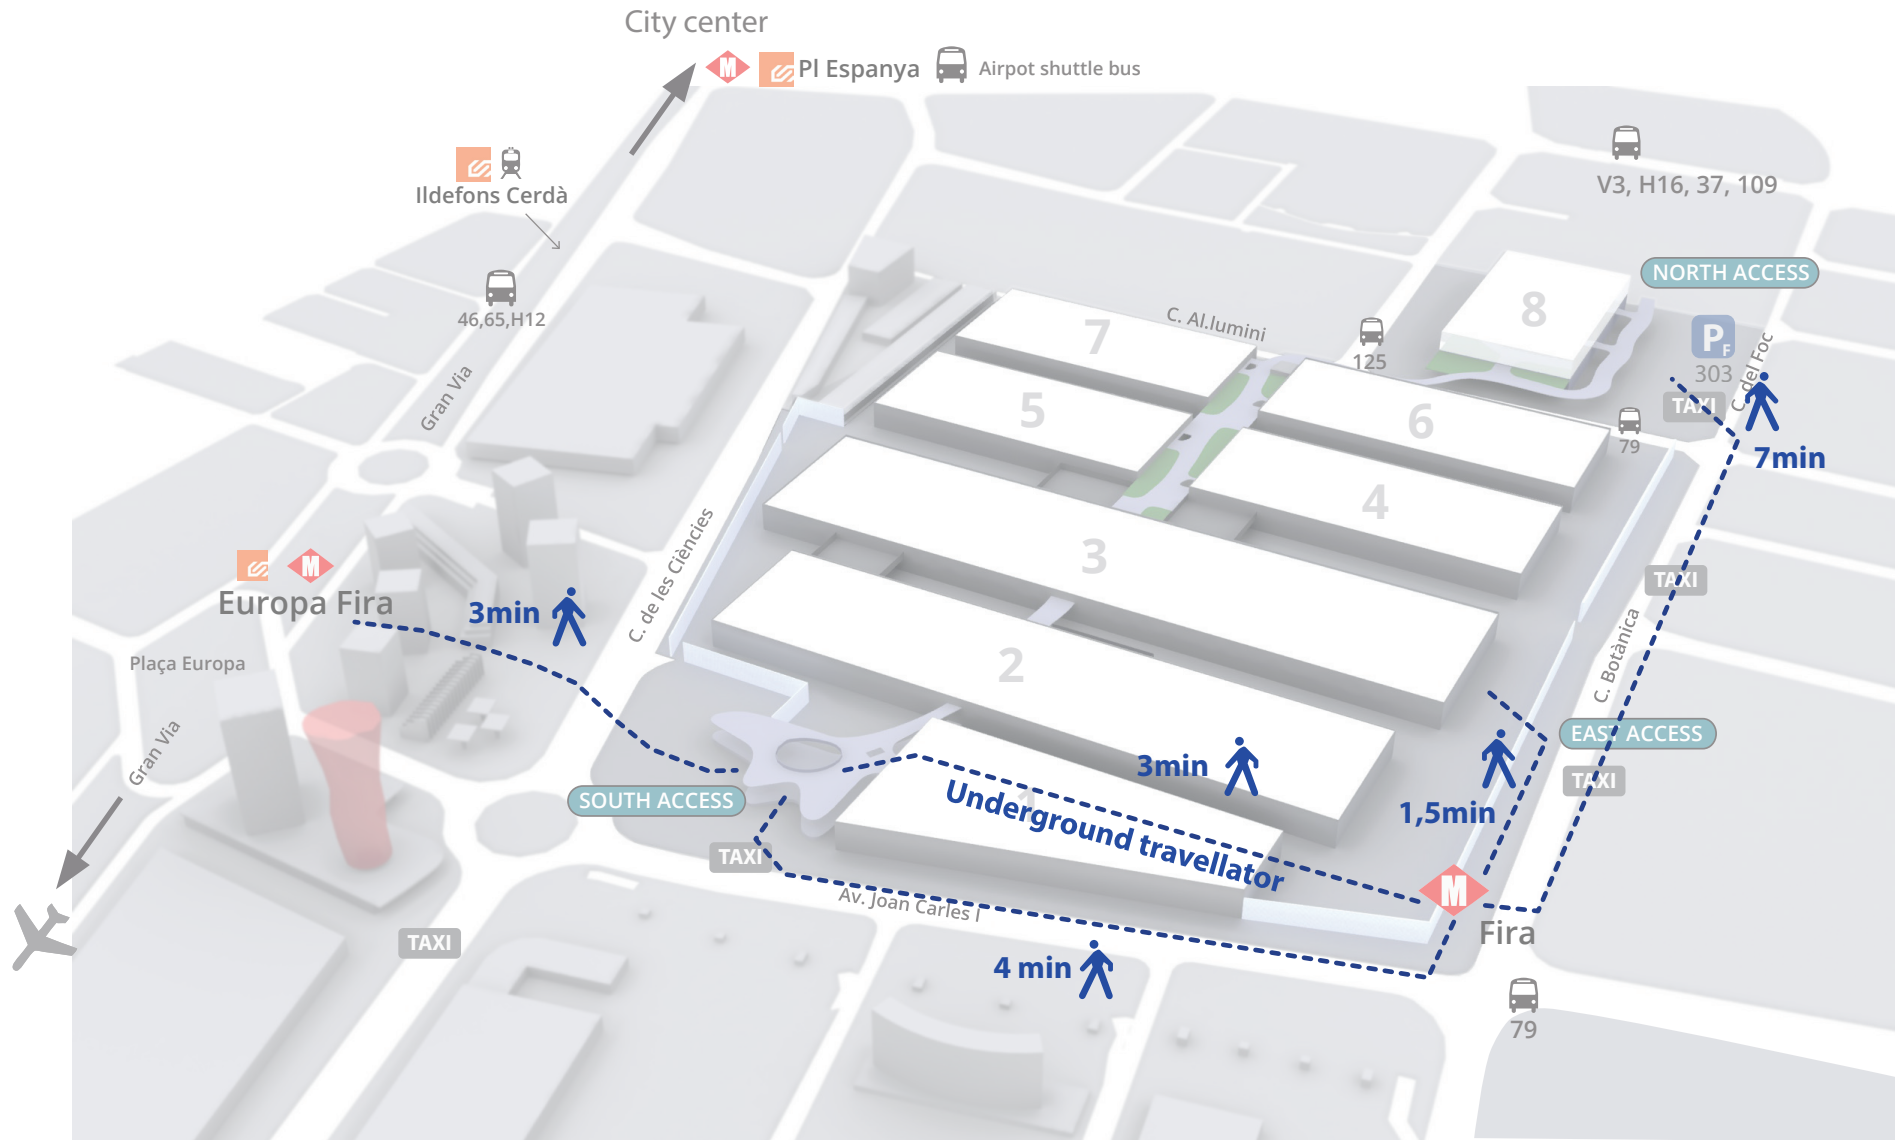 City center
M
Pl Espanya
Airpot shuttle bus
Ildefons Cerdà
V3, H16, 37, 109
NORTH ACCESS
46,65,H12
C. Al.lumini
7
8
125
P F
303
C. del Foc
TAXI
Gran Via
5
6
79
7min
4
3
C. de les Ciències
M
Europa Fira
3min
TAXI
C. Botànica
Plaça Europa
2
EAST ACCESS
Gran Via
3min
TAXI
1
Underground travellator
SOUTH ACCESS
1,5min
TAXI
M
Fira
Av. Joan Carles I
TAXI
4 min
79